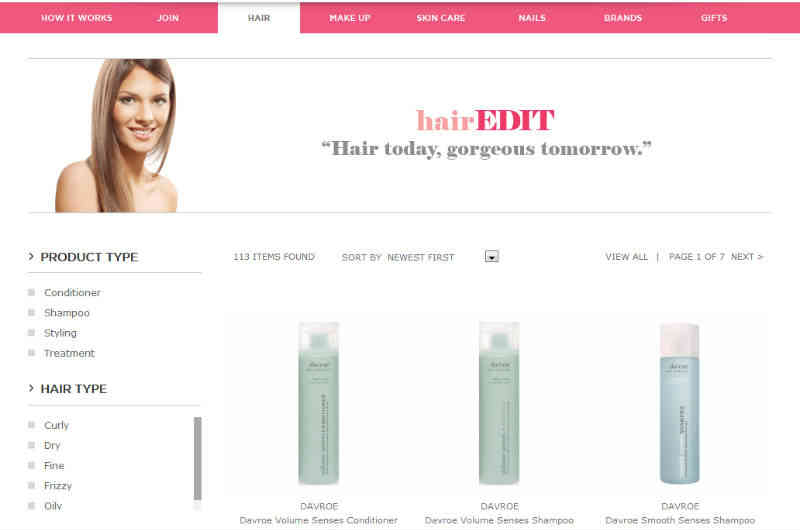 HOW IT WORKS JOIN HAIR MAKE UP SKIN CARE NAILS BRANDS GIFTS
hairEDIT
“Hair today, gorgeous tomorrow.”
> PRODUCT TYPE
Conditioner
Shampoo
Styling
Treatment
> HAIR TYPE
Curly
Dry
Fine
Frizzy
Oily
113 ITEMS FOUND SORT BY NEWEST FIRST VIEW ALL | PAGE 1 OF 7 NEXT >
davroe
davroe
davroe
DAVROE
Davroe Volume Senses Conditioner
DAVROE
Davroe Volume Senses Shampoo
DAVROE
Davroe Smooth Senses Shampoo